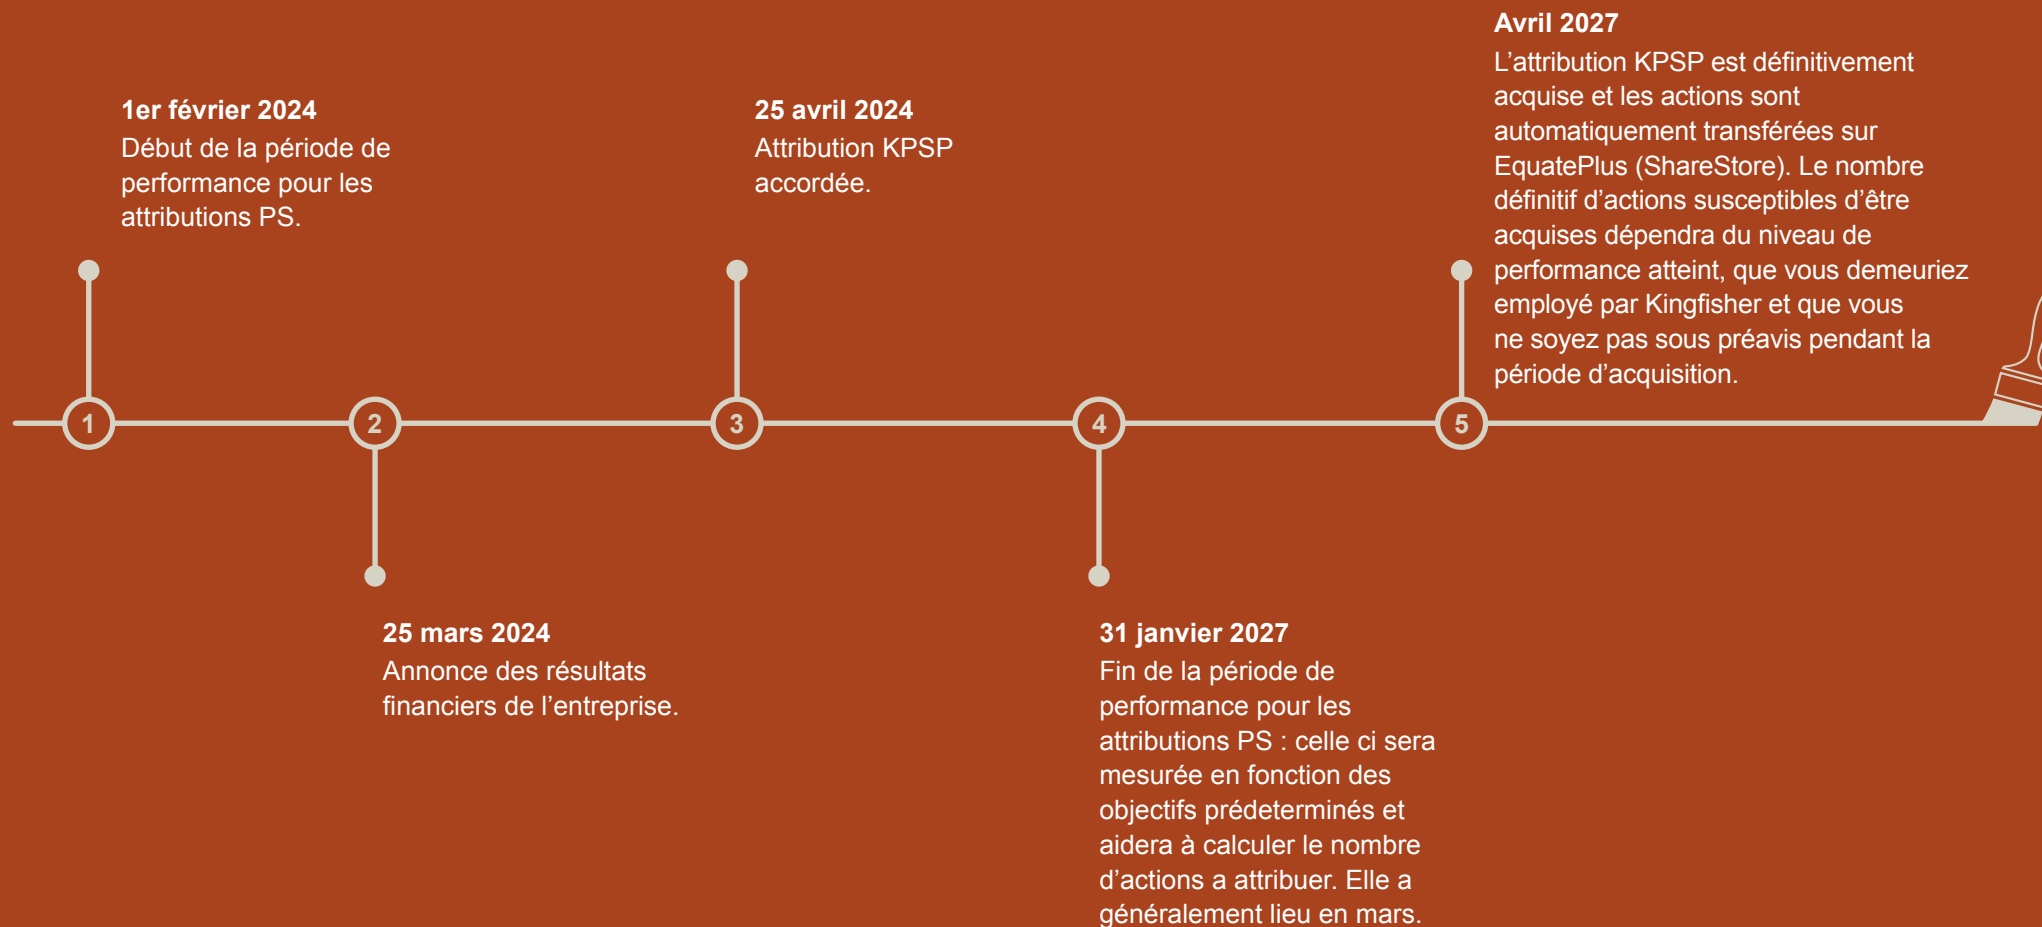 1er février 2024
Début de la période de
performance pour les
attributions PS.
25 avril 2024
Attribution KPSP
accordée.
Avril 2027
L’attribution KPSP est définitivement
acquise et les actions sont
automatiquement transférées sur
EquatePlus (ShareStore). Le nombre
définitif d’actions susceptibles d’être
acquises dépendra du niveau de
performance atteint, que vous demeuriez
employé par Kingfisher et que vous
ne soyez pas sous préavis pendant la
période d’acquisition.
1
2
3
4
5
25 mars 2024
Annonce des résultats
financiers de l’entreprise.
31 janvier 2027
Fin de la période de
performance pour les
attributions PS : celle ci sera
mesurée en fonction des
objectifs prédeterminés et
aidera à calculer le nombre
d’actions a attribuer. Elle a
généralement lieu en mars.